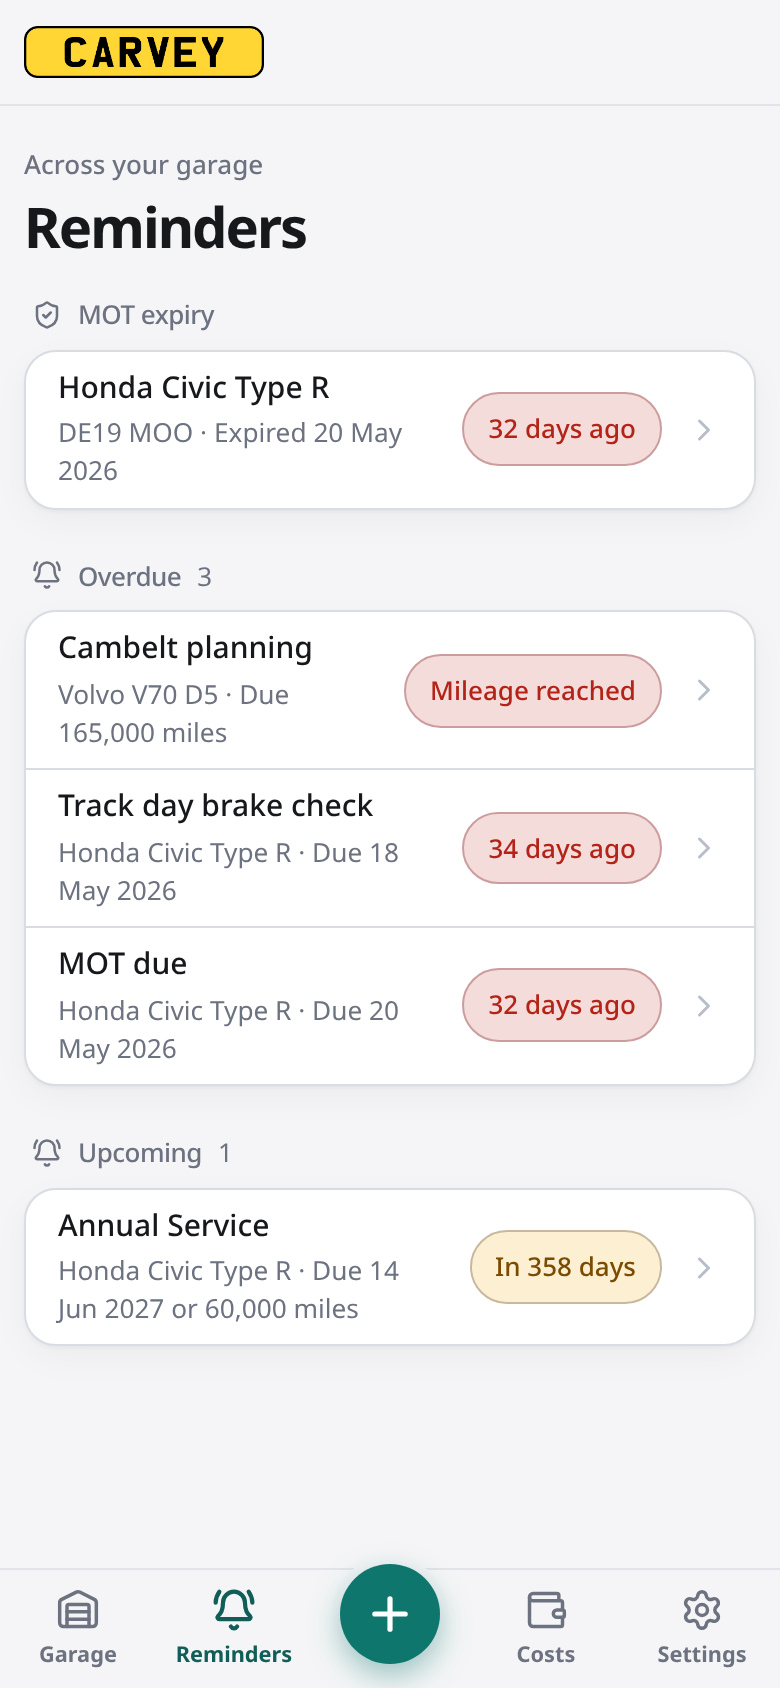 CARVEY
Across your garage
Reminders
MOT expiry
Honda Civic Type R
DE19 MOO · Expired 20 May
2026
32 days ago
Overdue 3
Cambelt planning
Volvo V70 D5 · Due
165,000 miles
Mileage reached
Track day brake check
Honda Civic Type R · Due 18
May 2026
34 days ago
MOT due
Honda Civic Type R · Due 20
May 2026
32 days ago
Upcoming 1
Annual Service
Honda Civic Type R · Due 14
Jun 2027 or 60,000 miles
In 358 days
Garage
Reminders
Costs
Settings